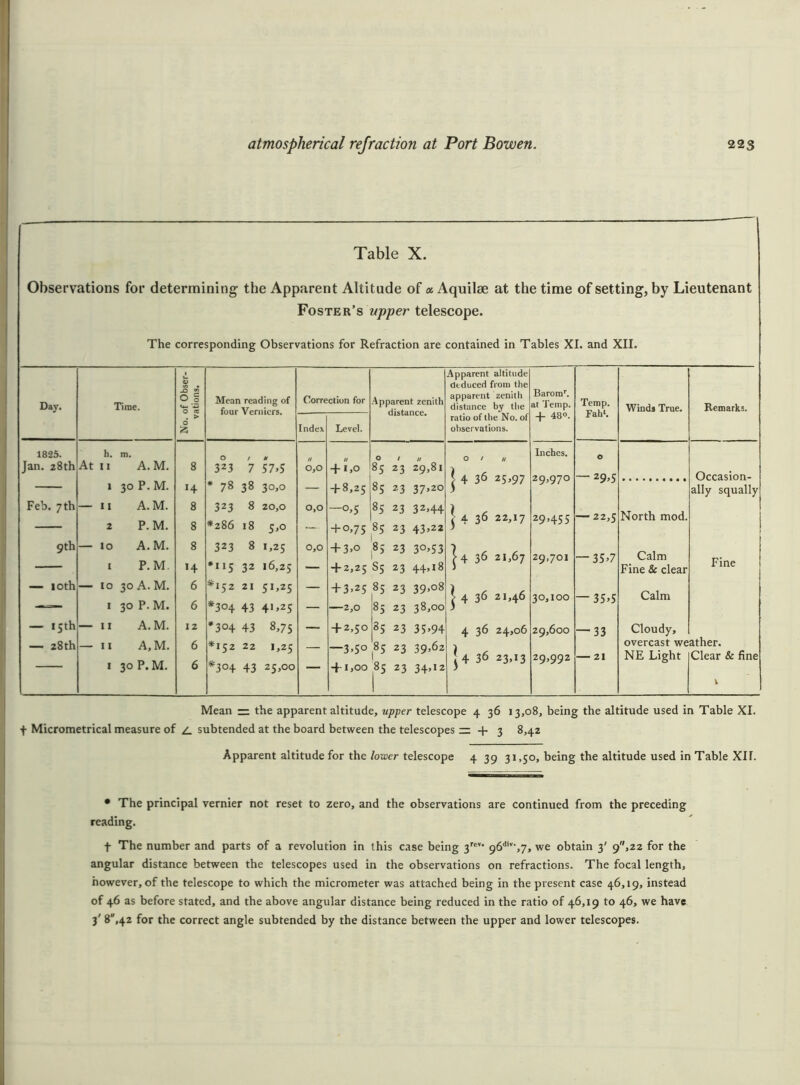 atmospherical refraction at Port Bowen. 223
Table X.
Observations for determining the Apparent Altitude of α Aquilæ at the time of setting, by Lieutenant
Foster's upper telescope.
The corresponding Observations for Refraction are contained in Tables XI. and XII.
Day. | Time. | No. of Obser-vations. | Mean reading of four Verniers. | Correction for Index | Level. | Apparent zenith distance. | Apparent altitude deduced from the apparent zenith distance by the ratio of the No. of observations. | Baromr. at Temp. + 48°. | Temp. Faht. | Winds True. | Remarks.
1825. | h. m. | | ° ′ ″ | ″ | ″ | ° ′ ″ | ° ′ ″ | Inches. | °
Jan. 28th | At 11 A.M. | 8 | 323 7 57,5 | 0,0 | +1,0 | 85 23 29,81 | } 4 36 25,97 | 29,970 | —29,5 | .......... | Occasion-ally squally
—— | 1 30 P.M. | 14 | * 78 38 30,0 | — | +8,25 | 85 23 37,20
Feb. 7th | — 11 A.M. | 8 | 323 8 20,0 | 0,0 | —0,5 | 85 23 32,44 | } 4 36 22,17 | 29,455 | —22,5 | North mod.
—— | 2 P.M. | 8 | *286 18 5,0 | — | +0,75 | 85 23 43,22
9th | — 10 A.M. | 8 | 323 8 1,25 | 0,0 | +3,0 | 85 23 30,53 | } 4 36 21,67 | 29,701 | —35,7 | Calm | Fine
—— | 1 P.M. | 14 | *115 32 16,25 | — | +2,25 | 85 23 44,18 | Fine & clear
— 10th | — 10 30 A.M. | 6 | *152 21 51,25 | — | +3,25 | 85 23 39,08 | } 4 36 21,46 | 30,100 | —35,5 | Calm
—— | 1 30 P.M. | 6 | *304 43 41,25 | — | —2,0 | 85 23 38,00
— 15th | — 11 A.M. | 12 | *304 43 8,75 | — | +2,50 | 85 23 35,94 | 4 36 24,06 | 29,600 | —33 | Cloudy,
— 28th | — 11 A,M. | 6 | *152 22 1,25 | — | —3,50 | 85 23 39,62 | } 4 36 23,13 | 29,992 | —21 | overcast weather.
—— | 1 30 P.M. | 6 | *304 43 25,00 | — | +1,00 | 85 23 34,12 | NE Light | Clear & fine
Mean = the apparent altitude, upper telescope 4 36 13,08, being the altitude used in Table XI.
† Micrometrical measure of ∠ subtended at the board between the telescopes = + 3 8,42
Apparent altitude for the lower telescope 4 39 31,50, being the altitude used in Table XII.
* The principal vernier not reset to zero, and the observations are continued from the preceding
reading.
† The number and parts of a revolution in this case being 3rev. 96div.,7, we obtain 3′ 9″,22 for the
angular distance between the telescopes used in the observations on refractions. The focal length,
however, of the telescope to which the micrometer was attached being in the present case 46,19, instead
of 46 as before stated, and the above angular distance being reduced in the ratio of 46,19 to 46, we have
3′ 8″,42 for the correct angle subtended by the distance between the upper and lower telescopes.